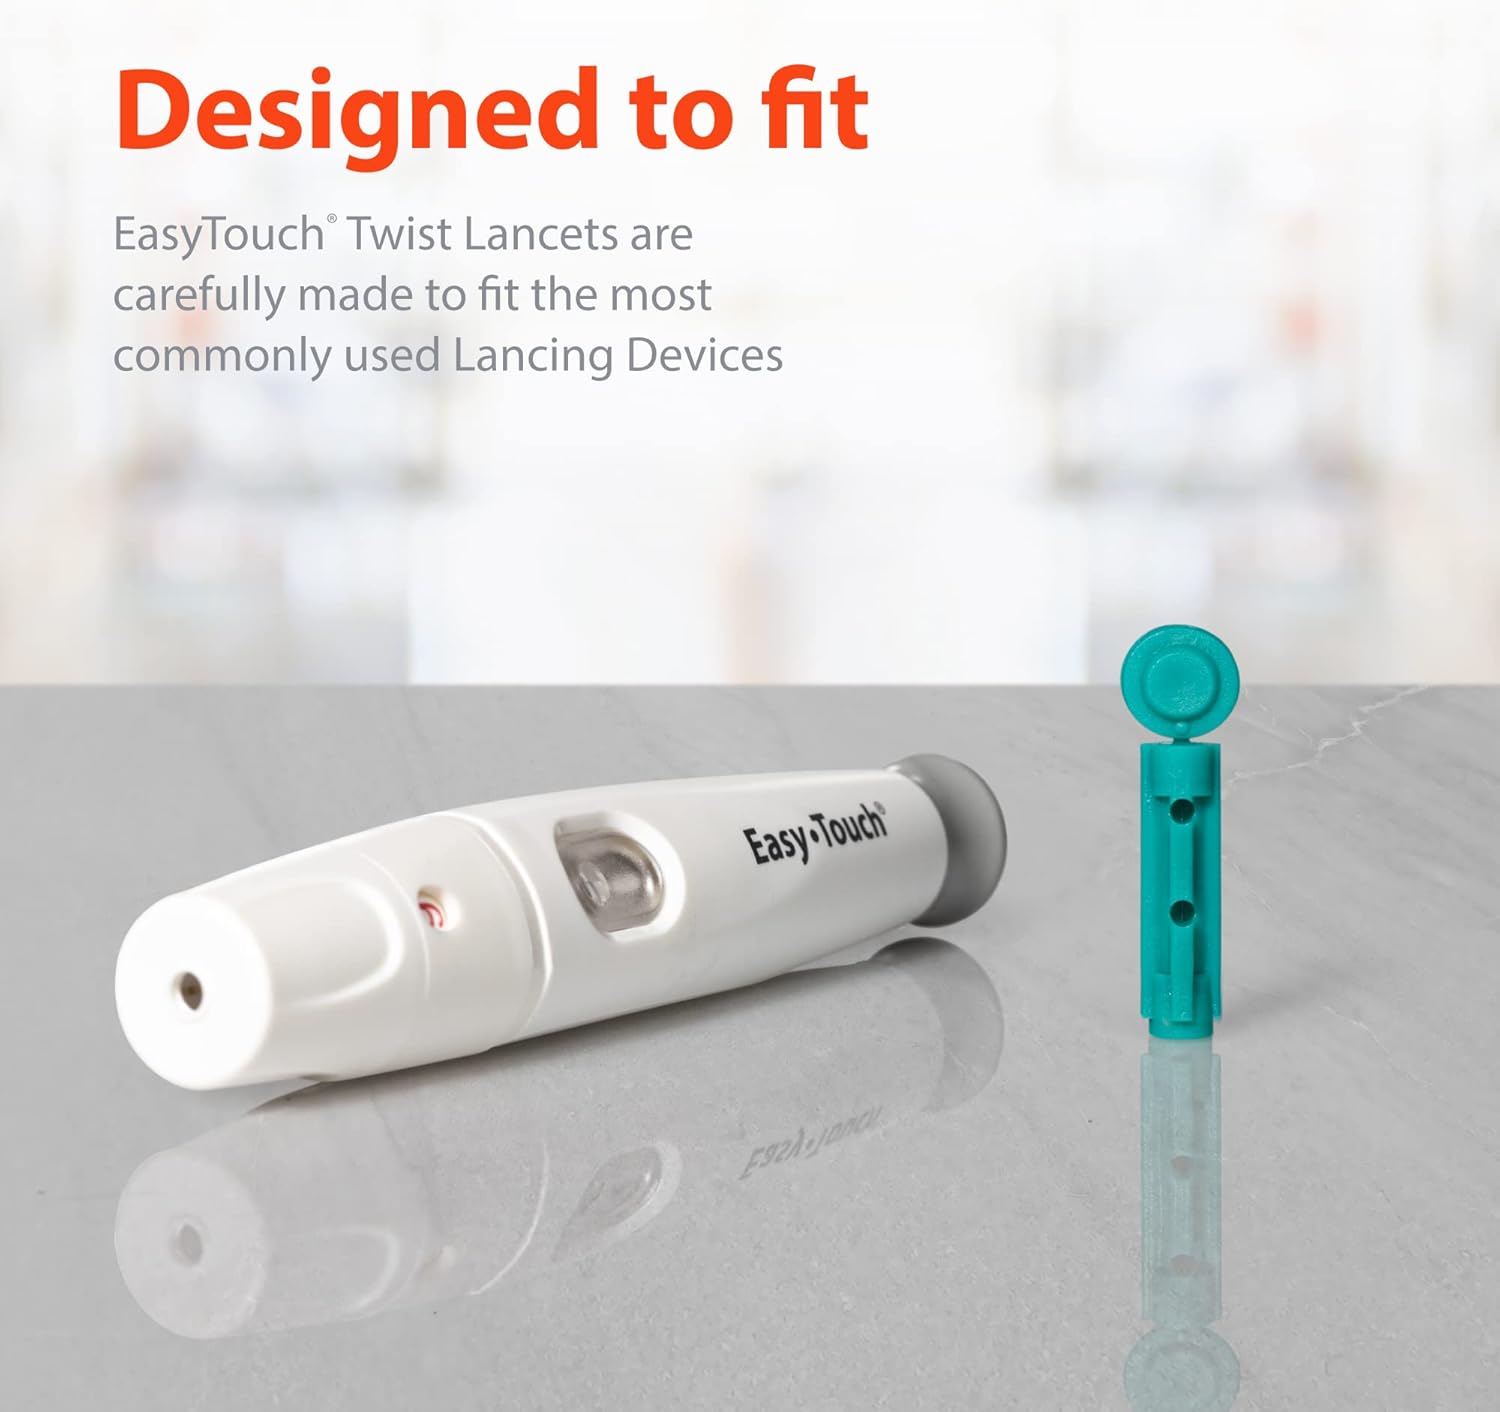 Designed to fit
EasyTouch® Twist Lancets are
carefully made to fit the most
commonly used Lancing Devices
Easy•Touch®